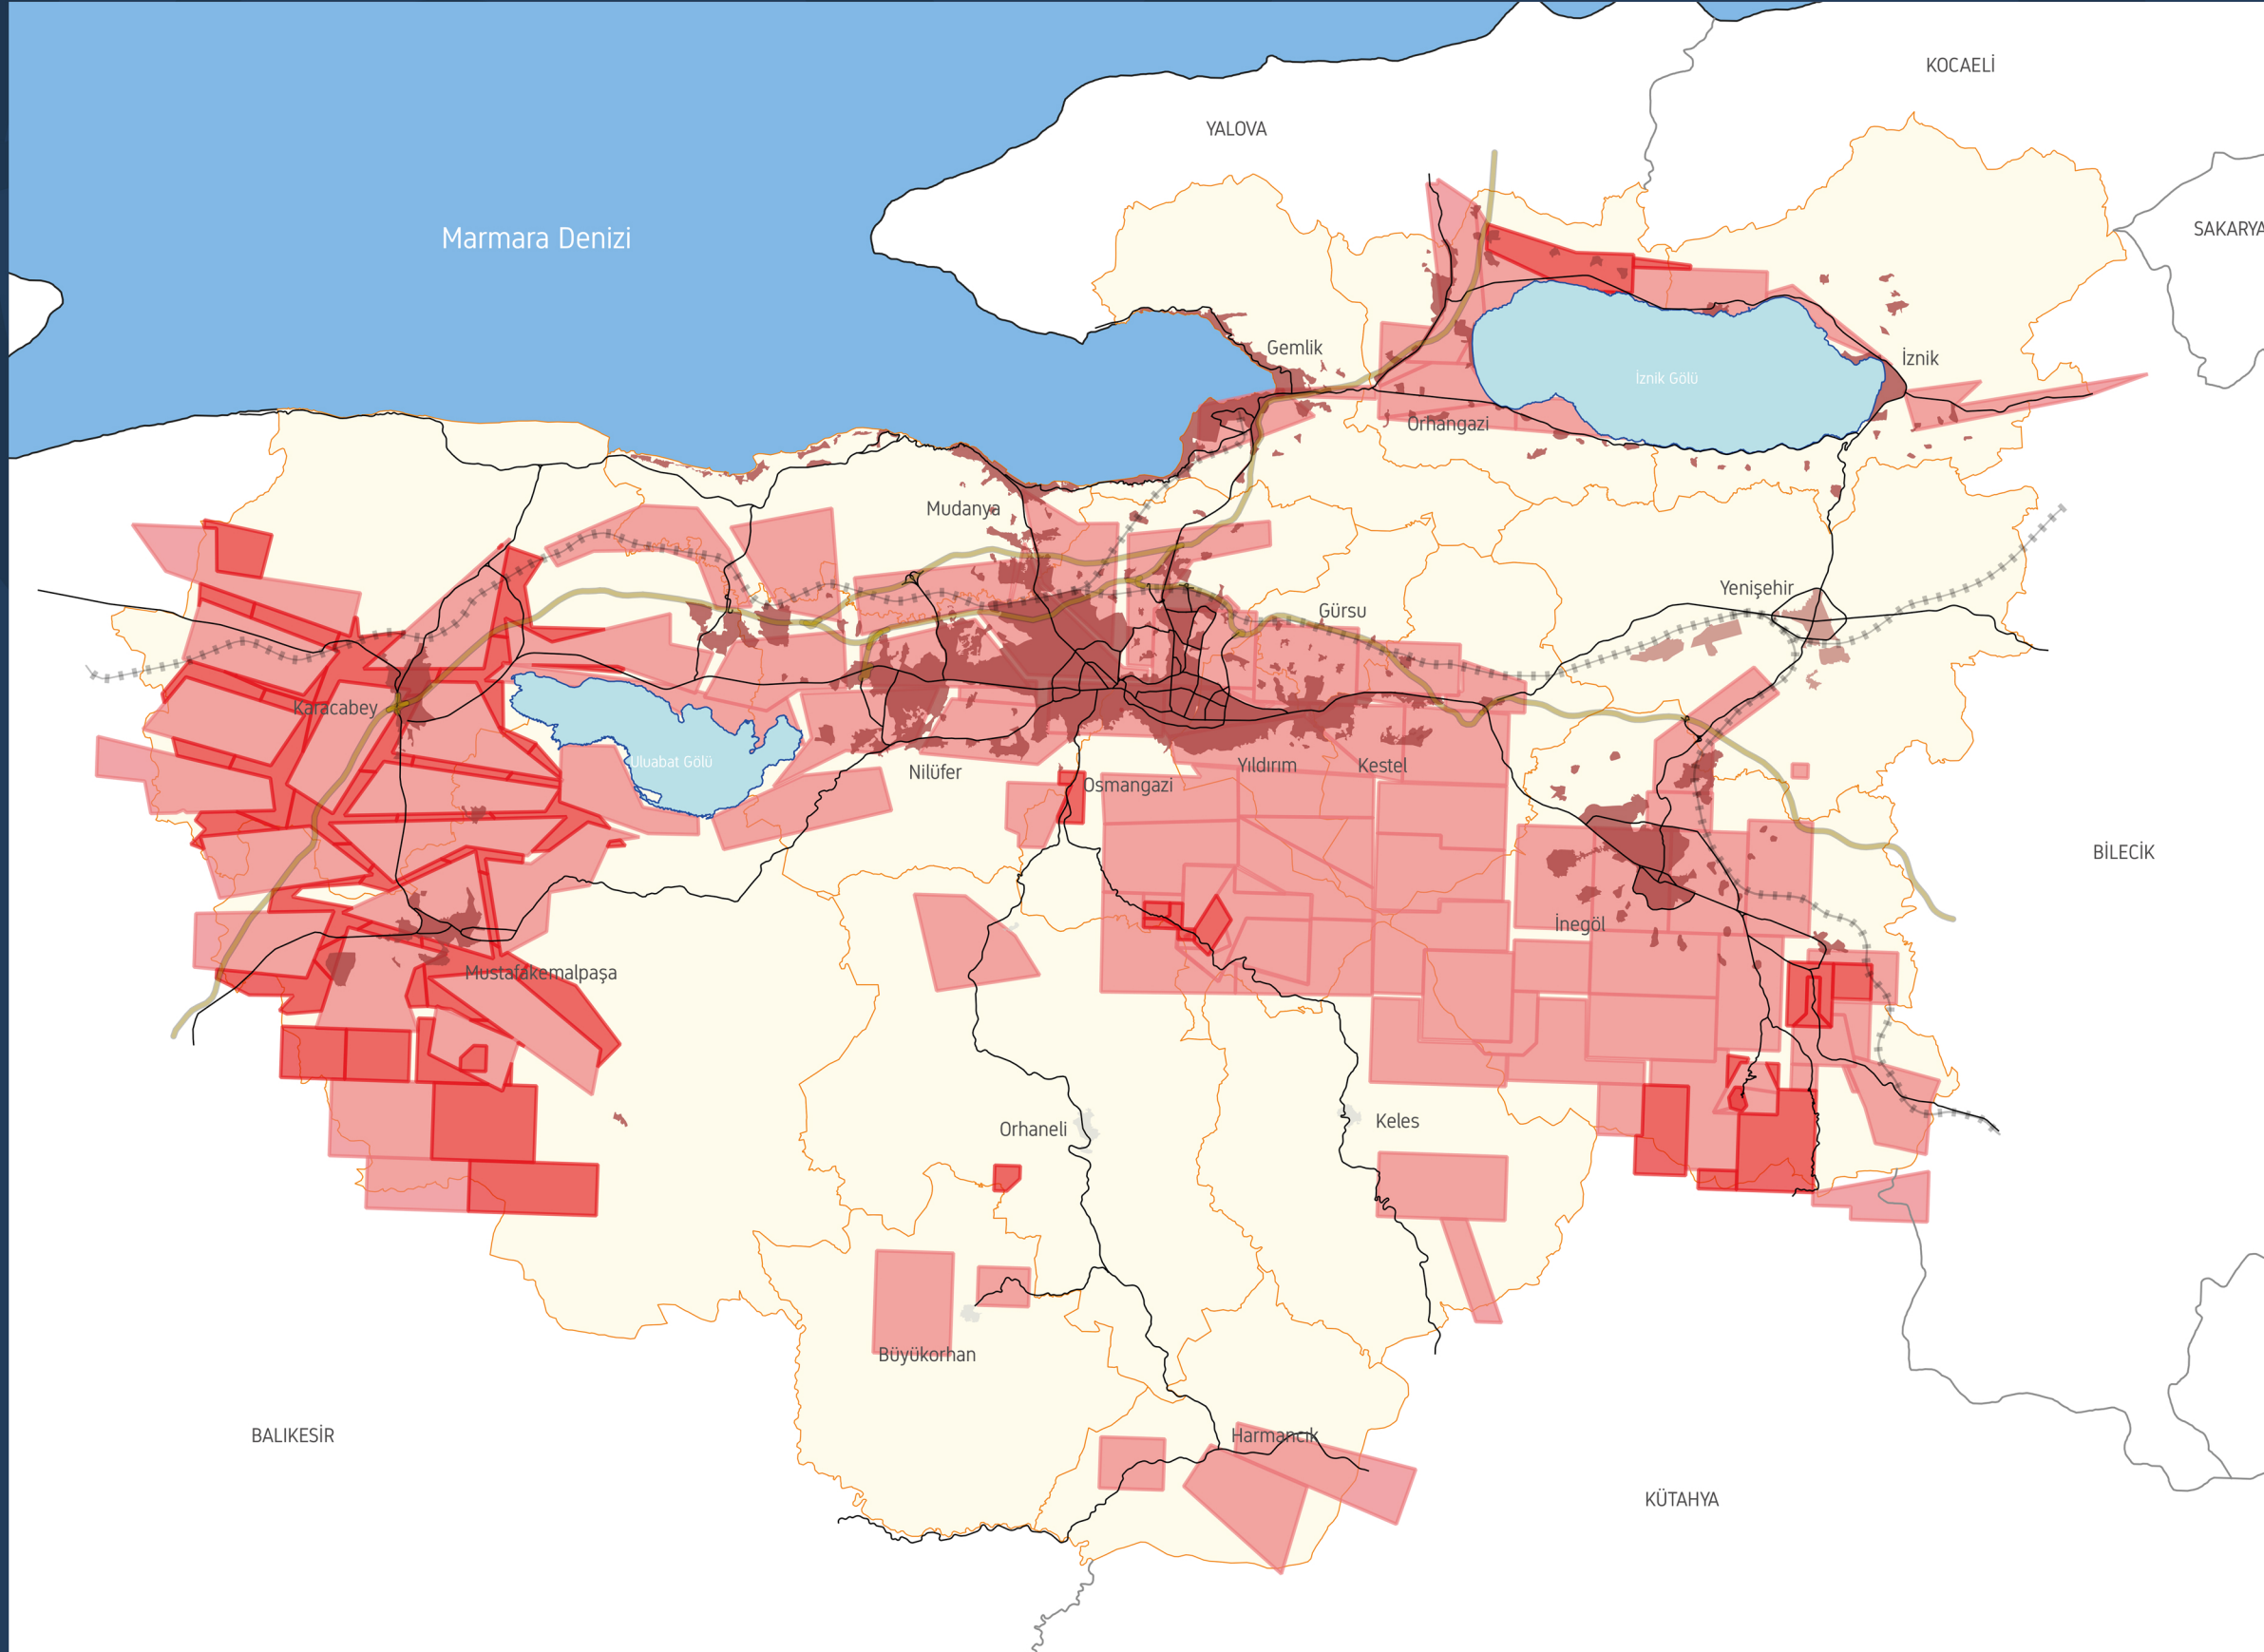 KOCAELİ
YALOVA
SAKARYA
Marmara Denizi
Gemlik
İznik
İznik Gölü
Orhangazi
Mudanya
Yenişehir
Gürsu
Karacabey
Uluabat Gölü
Nilüfer
Yıldırım
Kestel
Osmangazi
BİLECİK
İnegöl
Mustafakemalpaşa
Orhaneli
Keles
Büyükorhan
BALIKESİR
Harmancık
KÜTAHYA